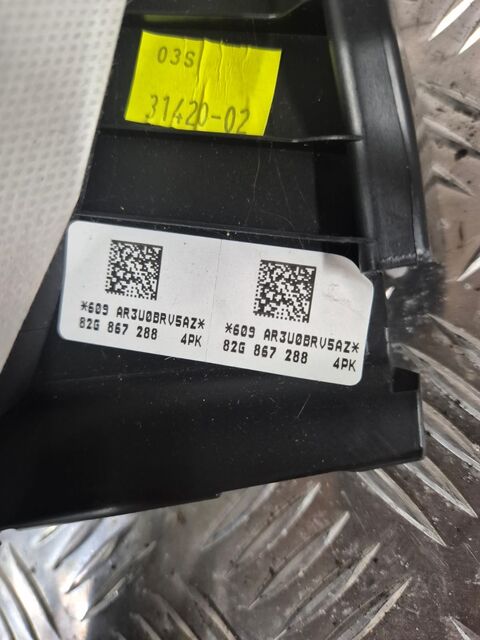 03S
31420-02
*609 AR3U0BRV5AZ*
82G 867 288 4PK
*609 AR3U0BRV5AZ*
82G 867 288 4PK